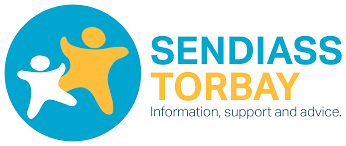 SENDIASS
TORBAY
Information, support and advice.